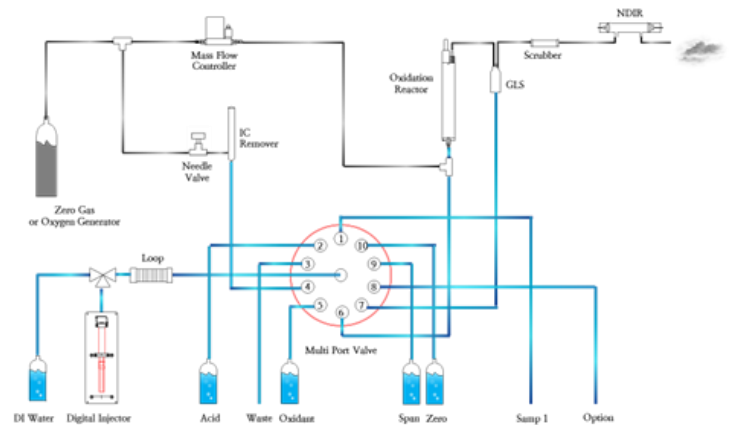 NDIR
Mass Flow
Controller
Scrubber
Oxidation
Reactor
GLS
IC
Remover
Needle
Valve
Zero Gas
or Oxygen Generator
1
2
10
3
9
4
8
5
7
6
Loop
Multi Port Valve
DI Water
Digital Injector
Acid
Waste
Oxidant
Span
Zero
Samp 1
Option